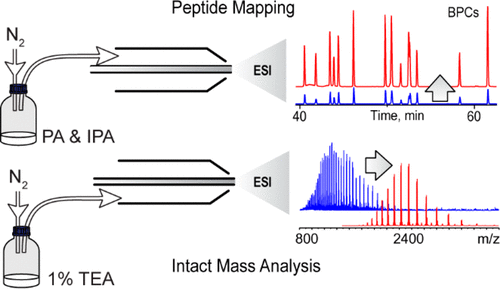 Peptide Mapping
N2
PA & IPA
ESI
BPCs
40 Time, min 60
N2
1% TEA
ESI
800 2400 m/z
Intact Mass Analysis